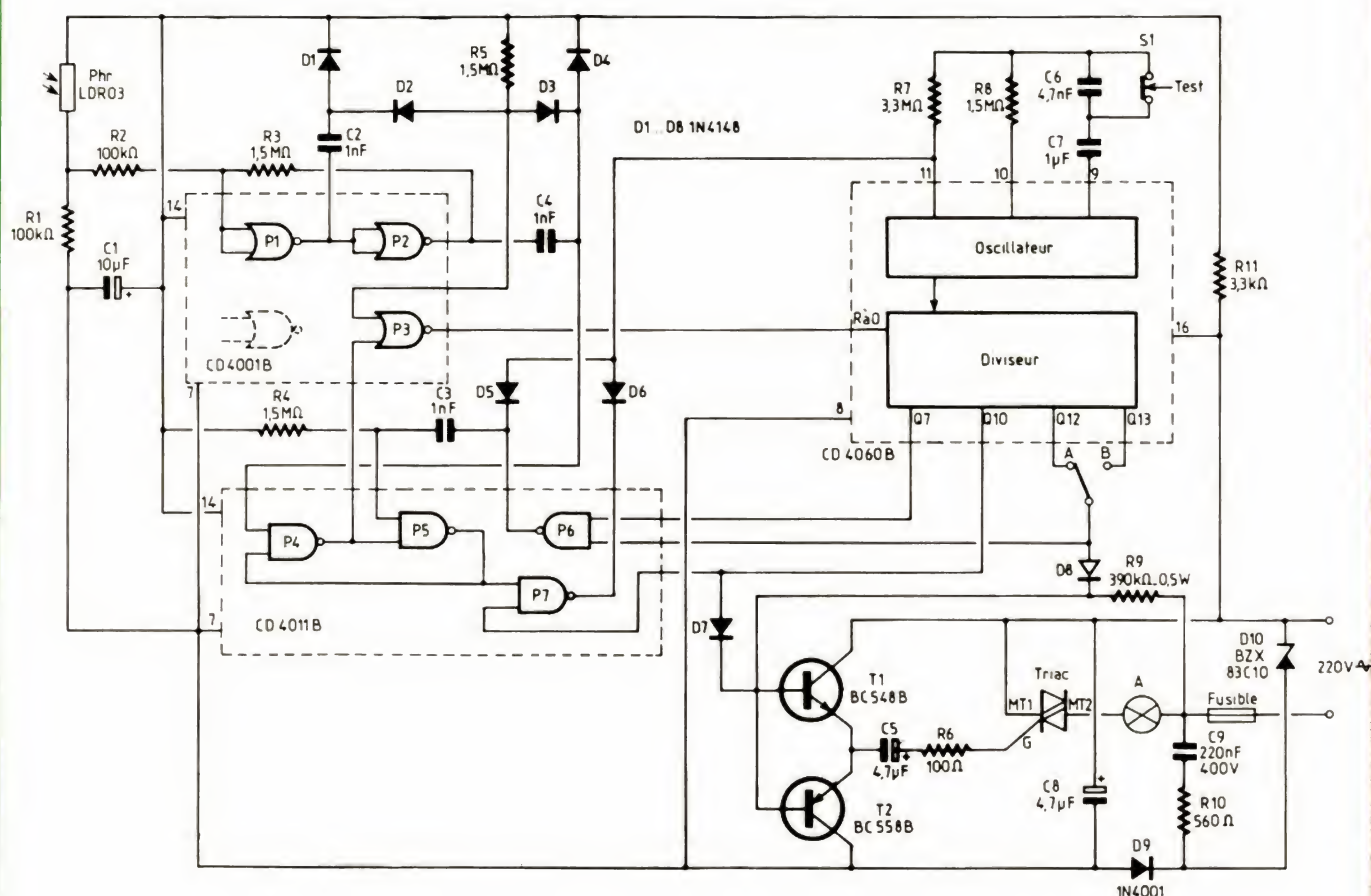 Phr
LDR03
R1
100kΩ
R2
100kΩ
R3
1,5MΩ
C1
10µF
+
14
7
D1
D2
D3
D4
C2
1nF
R5
1,5MΩ
C4
1nF
P1
P2
P3
CD4001B
D1...D8 1N4148
R4
1,5MΩ
C3
1nF
D5
D6
14
7
P4
P5
P6
P7
CD 4011B
R7
3,3MΩ
R8
1,5MΩ
C6
4,7nF
S1
Test
C7
1µF
11
10
9
Oscillateur
Rà0
Diviseur
16
8
Q7
Q10
Q12
Q13
CD 4060B
A
B
R11
3,3kΩ
D8
R9
390kΩ_0,5W
D7
T1
BC548B
T2
BC558B
C5
4,7µF
+
R6
100Ω
Triac
MT1
MT2
G
A
Fusible
D10
BZX
83C10
220V
C9
220nF
400V
R10
560Ω
C8
4,7µF
+
D9
1N4001